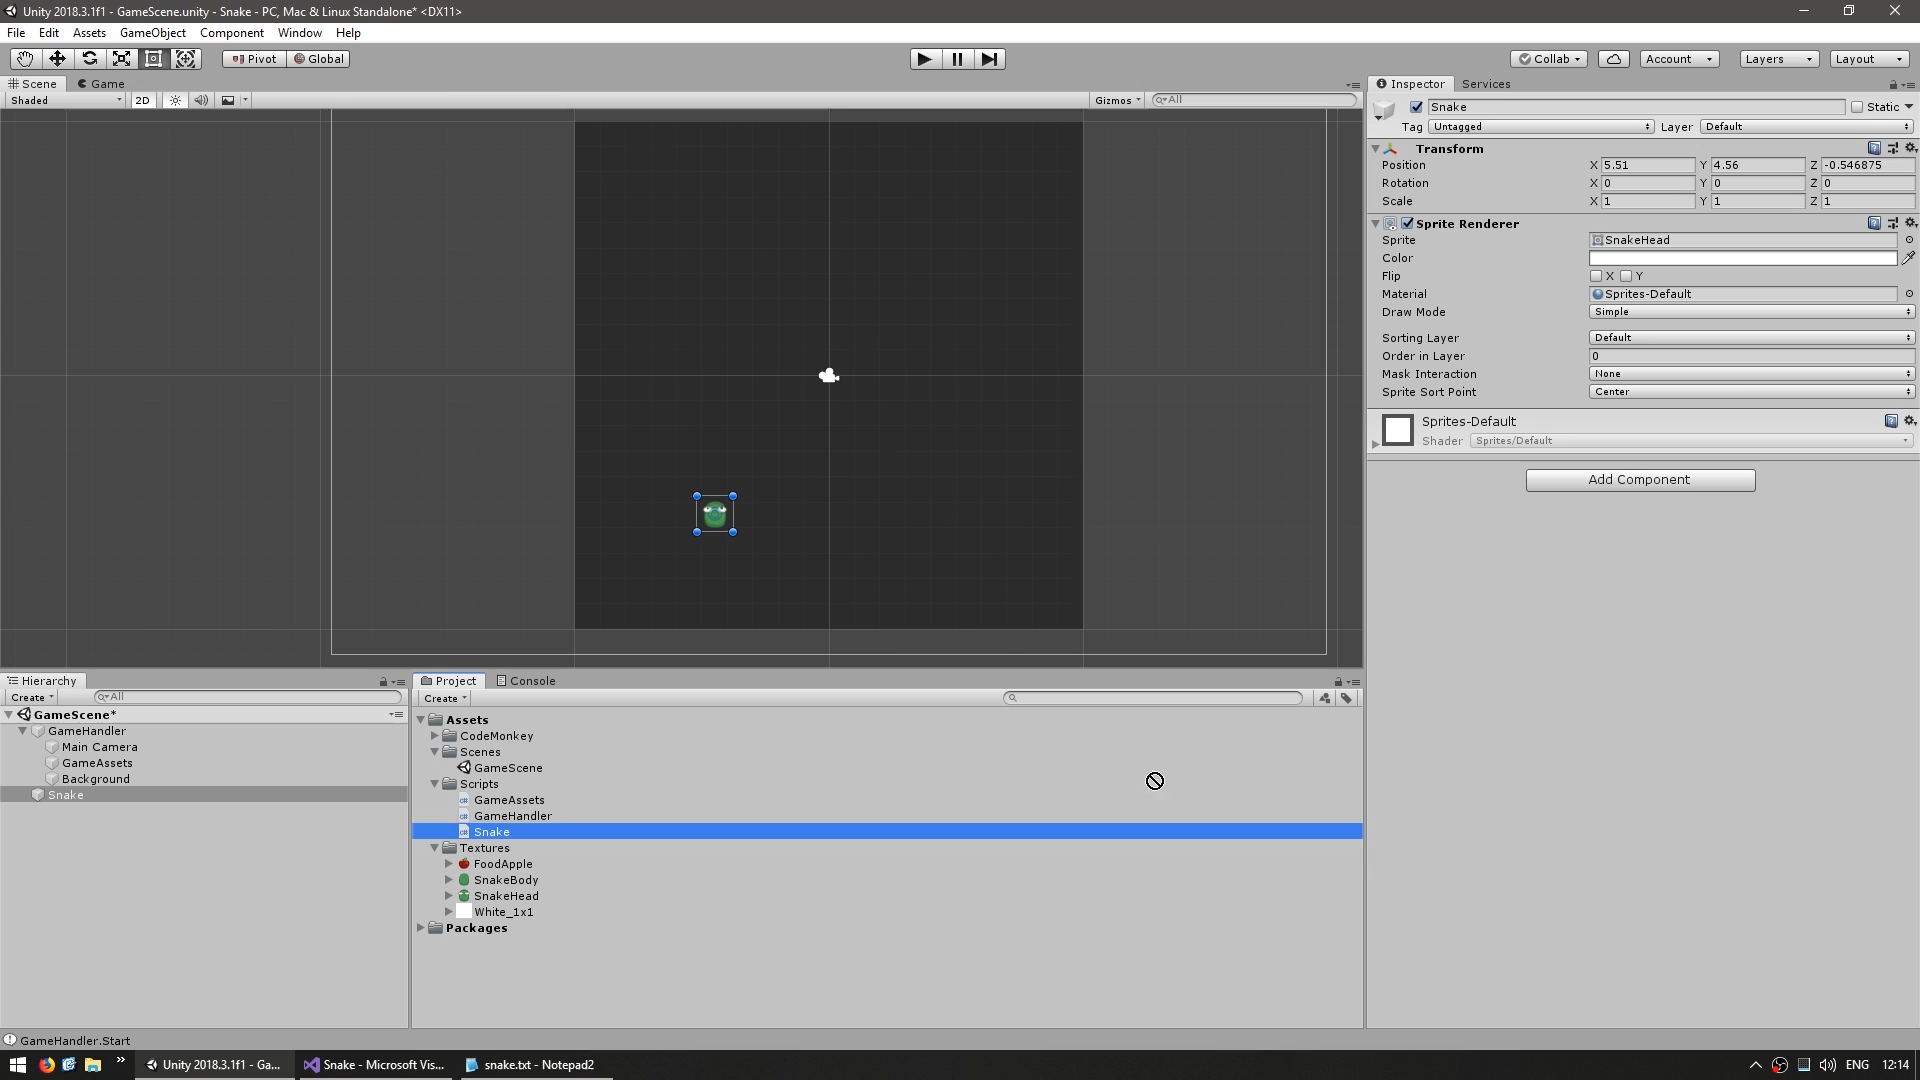 Unity 2018.3.1f1 - GameScene.unity - Snake - PC, Mac & Linux Standalone* <DX11>
File Edit Assets GameObject Component Window Help
Pivot Global Collab Account Layers Layout
Scene Game
Shaded 2D Gizmos All
Inspector Services
Snake Static
Tag Untagged Layer Default
Transform
Position X 5.51 Y 4.56 Z -0.546875
Rotation X 0 Y 0 Z 0
Scale X 1 Y 1 Z 1
Sprite Renderer
Sprite SnakeHead
Color
Flip X Y
Material Sprites-Default
Draw Mode Simple
Sorting Layer Default
Order in Layer 0
Mask Interaction None
Sprite Sort Point Center
Sprites-Default
Shader Sprites/Default
Add Component
Hierarchy
Create All
GameScene*
GameHandler
Main Camera
GameAssets
Background
Snake
Project Console
Create
Assets
CodeMonkey
Scenes
GameScene
Scripts
GameAssets
GameHandler
Snake
Textures
FoodApple
SnakeBody
SnakeHead
White_1x1
Packages
GameHandler.Start
Unity 2018.3.1f1 - Ga... Snake - Microsoft Vis... snake.txt - Notepad2 ENG 12:14